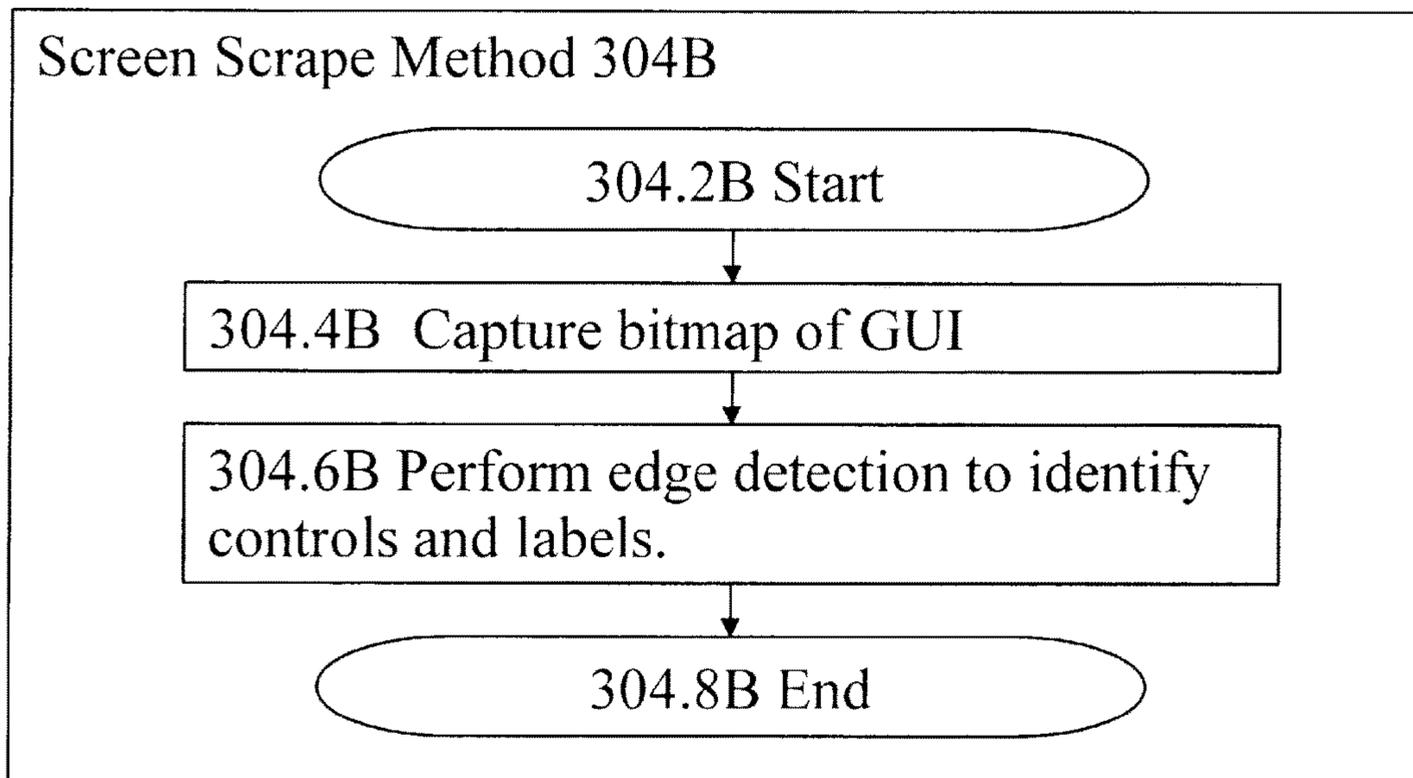 Screen Scrape Method 304B
304.2B Start
304.4B  Capture bitmap of GUI
304.6B Perform edge detection to identify
controls and labels.
304.8B End